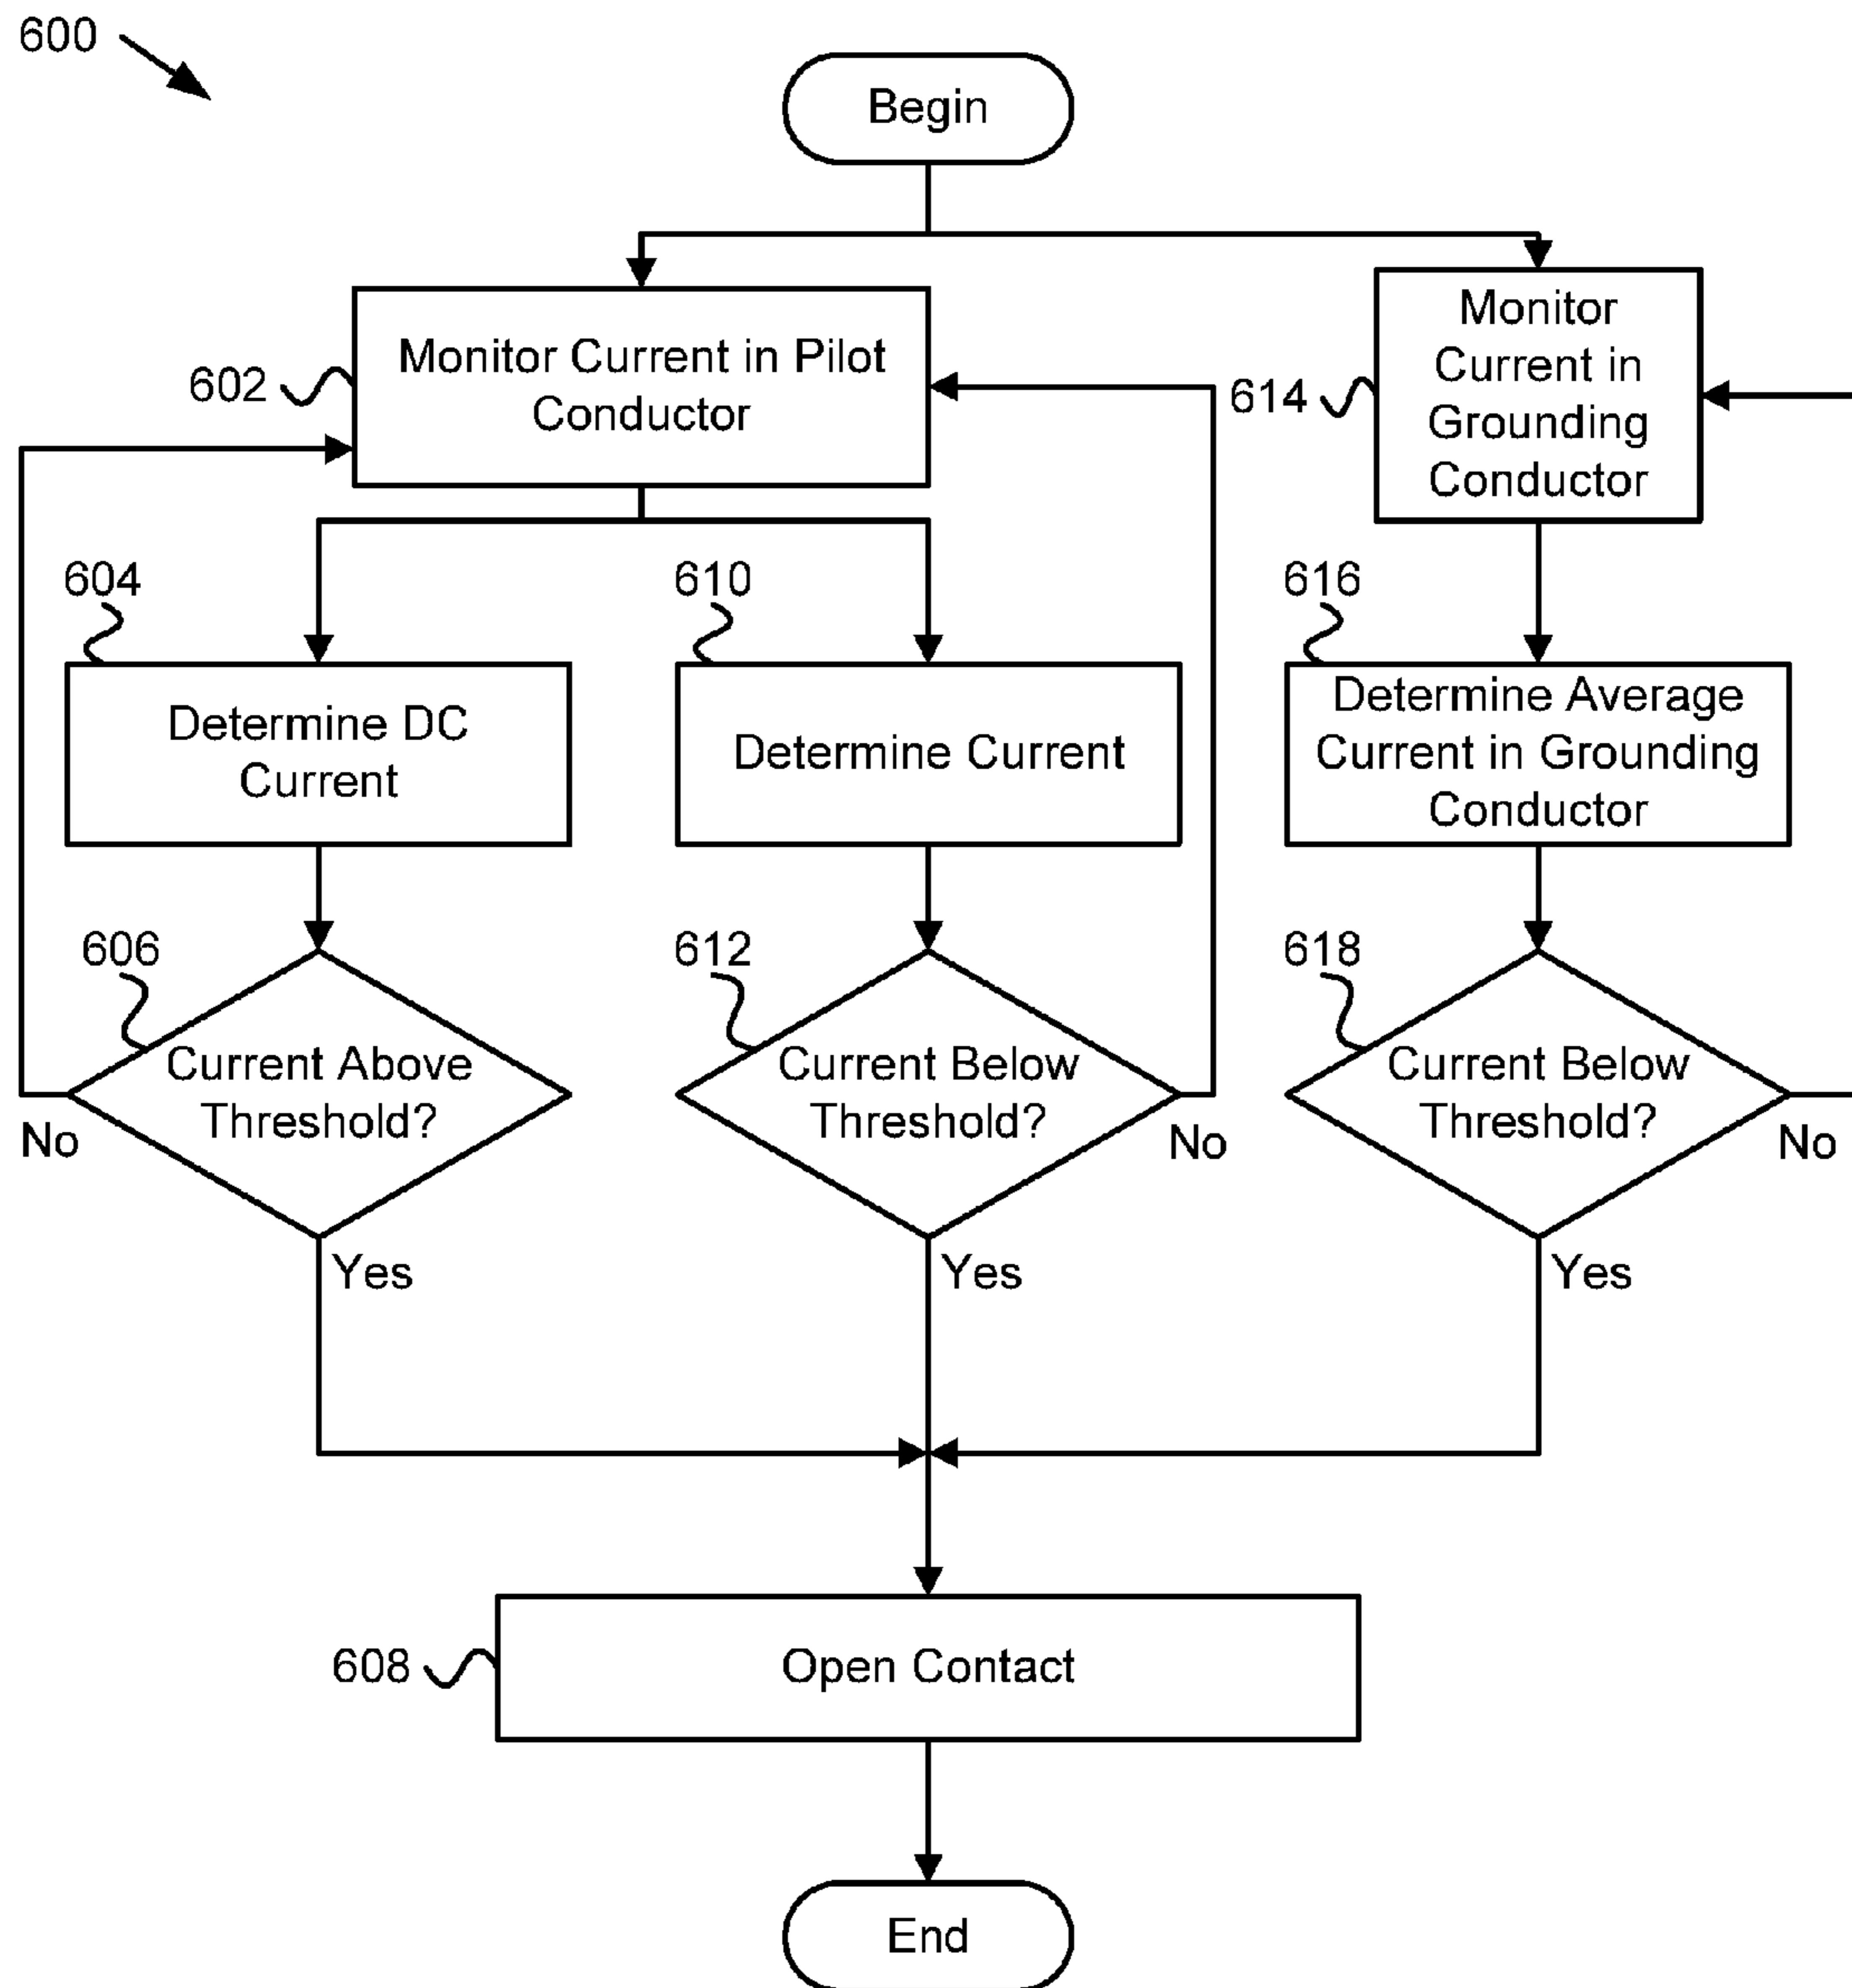 600
Begin
602
Monitor Current in Pilot
Conductor
614
Monitor
Current in
Grounding
Conductor
604
610
616
Determine DC
Current
Determine Current
Determine Average
Current in Grounding
Conductor
606
612
618
Current Above
Threshold?
Current Below
Threshold?
Current Below
Threshold?
No
No
No
Yes
Yes
Yes
608
Open Contact
End